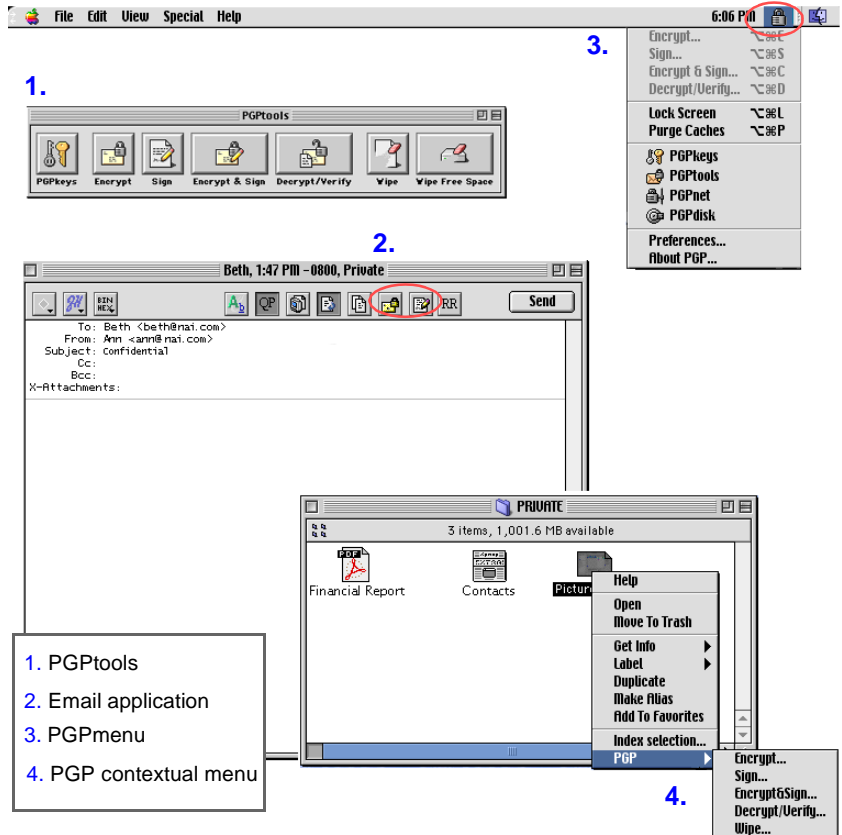 File Edit View Special Help 6:06 PM
3.
Encrypt... ⌥⌘E
Sign... ⌥⌘S
Encrypt & Sign... ⌥⌘C
Decrypt/Verify... ⌥⌘D
Lock Screen ⌥⌘L
Purge Caches ⌥⌘P
PGPkeys
PGPtools
PGPnet
PGPdisk
Preferences...
About PGP...
1.
PGPtools
PGPkeys Encrypt Sign Encrypt & Sign Decrypt/Verify Wipe Wipe Free Space
2.
Beth, 1:47 PM -0800, Private
BIN HEX A b QP RR Send
To: Beth <beth@nai.com>
From: Ann <ann@nai.com>
Subject: Confidential
Cc:
Bcc:
X-Attachments:
PRIVATE
3 items, 1,001.6 MB available
PDF
Financial Report Contacts
Help
Open
Move To Trash
Get Info
Label
Duplicate
Make Alias
Add To Favorites
Index selection...
PGP
4.
Encrypt...
Sign...
Encrypt&Sign...
Decrypt/Verify...
Wipe...
1. PGPtools
2. Email application
3. PGPmenu
4. PGP contextual menu